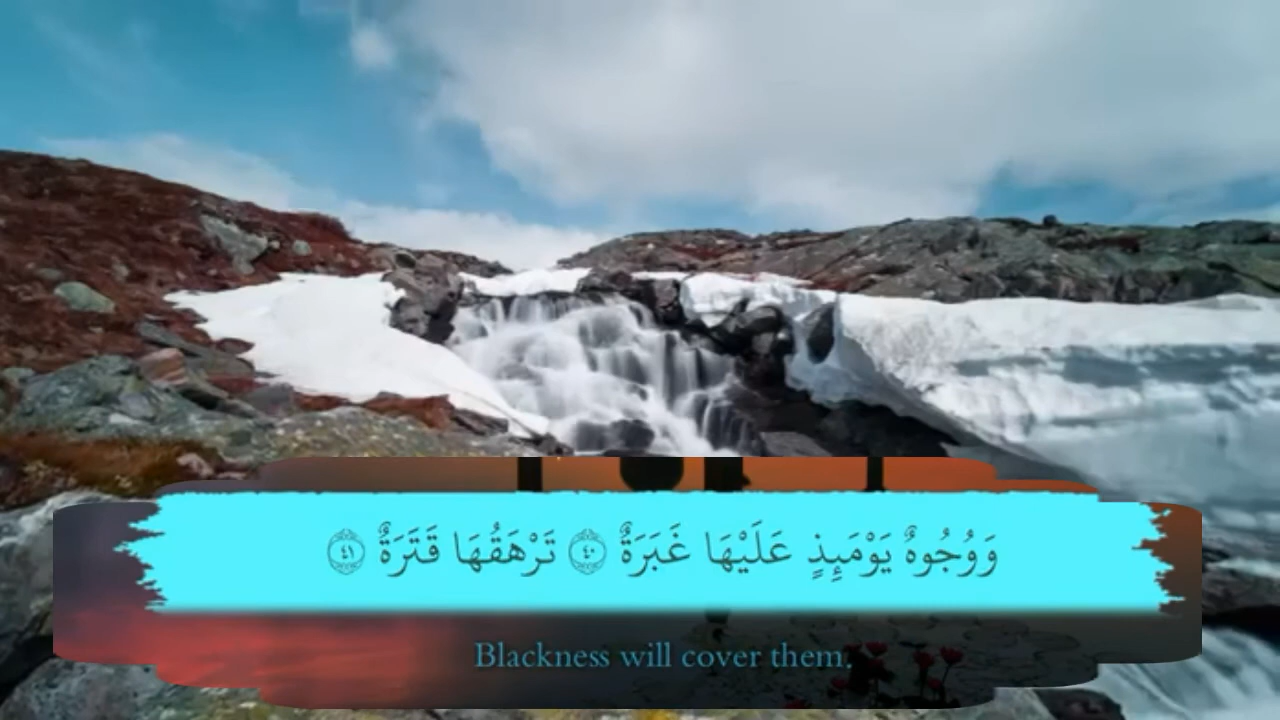 وَوُجُوهٌ يَوْمَئِذٍ عَلَيْهَا غَبَرَةٌ ٤٠ تَرْهَقُهَا قَتَرَةٌ ٤١
Blackness will cover them.